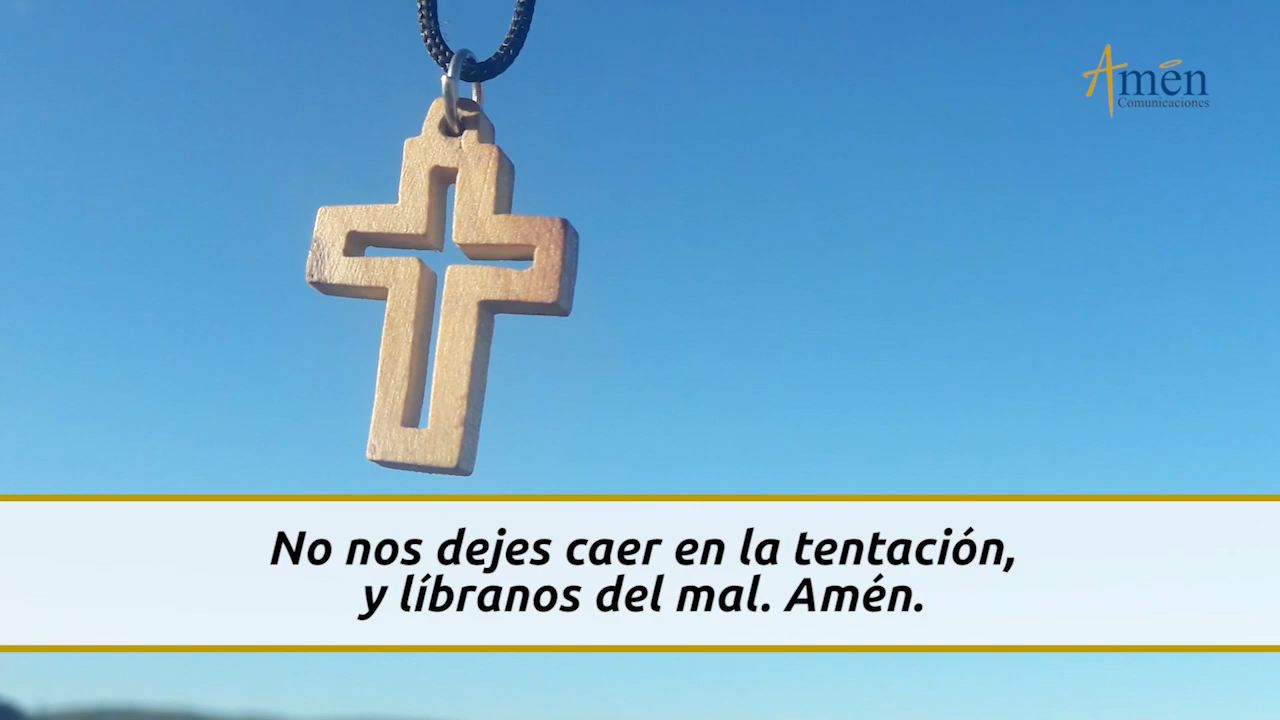 Amén
Comunicaciones
No nos dejes caer en la tentación,
y líbranos del mal. Amén.